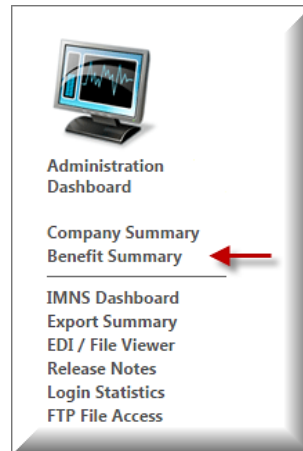 Administration
Dashboard
Company Summary
Benefit Summary
IMNS Dashboard
Export Summary
EDI / File Viewer
Release Notes
Login Statistics
FTP File Access